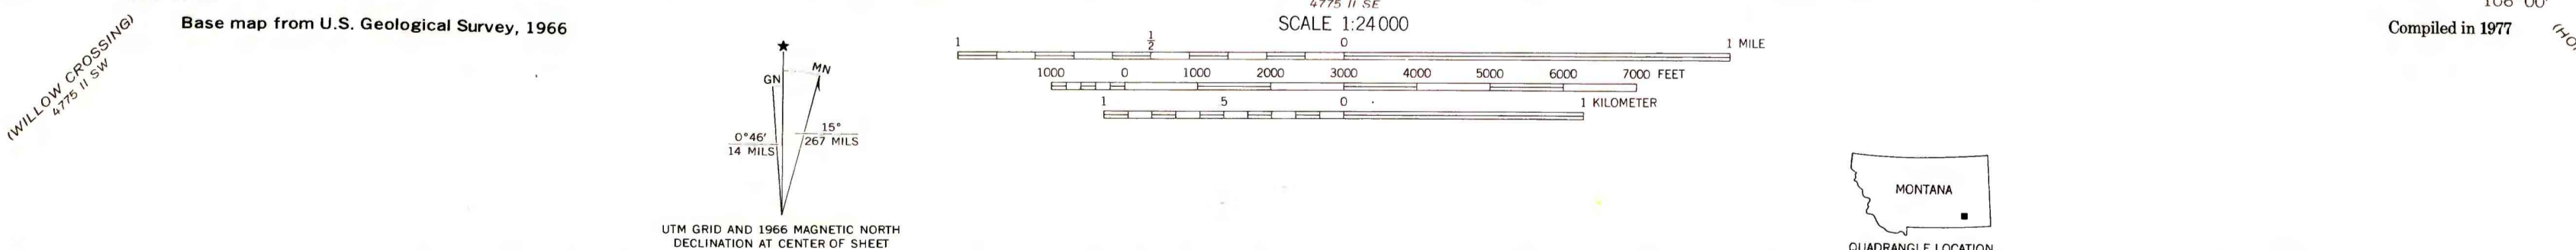 (WILLOW CROSSING)
4775 II SW
Base map from U.S. Geological Survey, 1966
★
GN
MN
0°46'
14 MILS
15°
267 MILS
UTM GRID AND 1966 MAGNETIC NORTH
DECLINATION AT CENTER OF SHEET
4775 II SE
SCALE 1:24 000
1 1/2 0 1 MILE
1000 0 1000 2000 3000 4000 5000 6000 7000 FEET
1 5 0 1 KILOMETER
MONTANA
QUADRANGLE LOCATION
Compiled in 1977
(HO